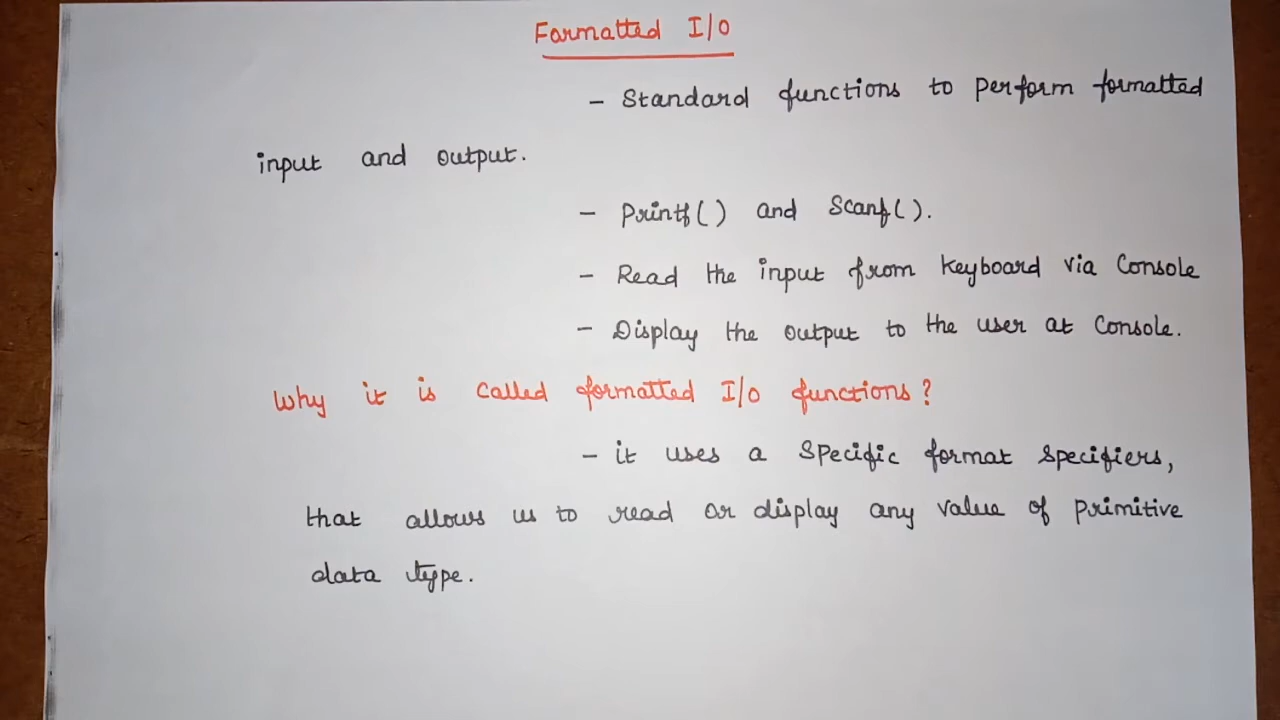 Formatted I/O
- Standard functions to perform formatted
input and output.
- Printf() and Scanf().
- Read the input from keyboard via Console
- Display the output to the user at Console.
Why it is called formatted I/O functions?
- it uses a specific format specifiers,
that allows us to read or display any value of primitive
data type.